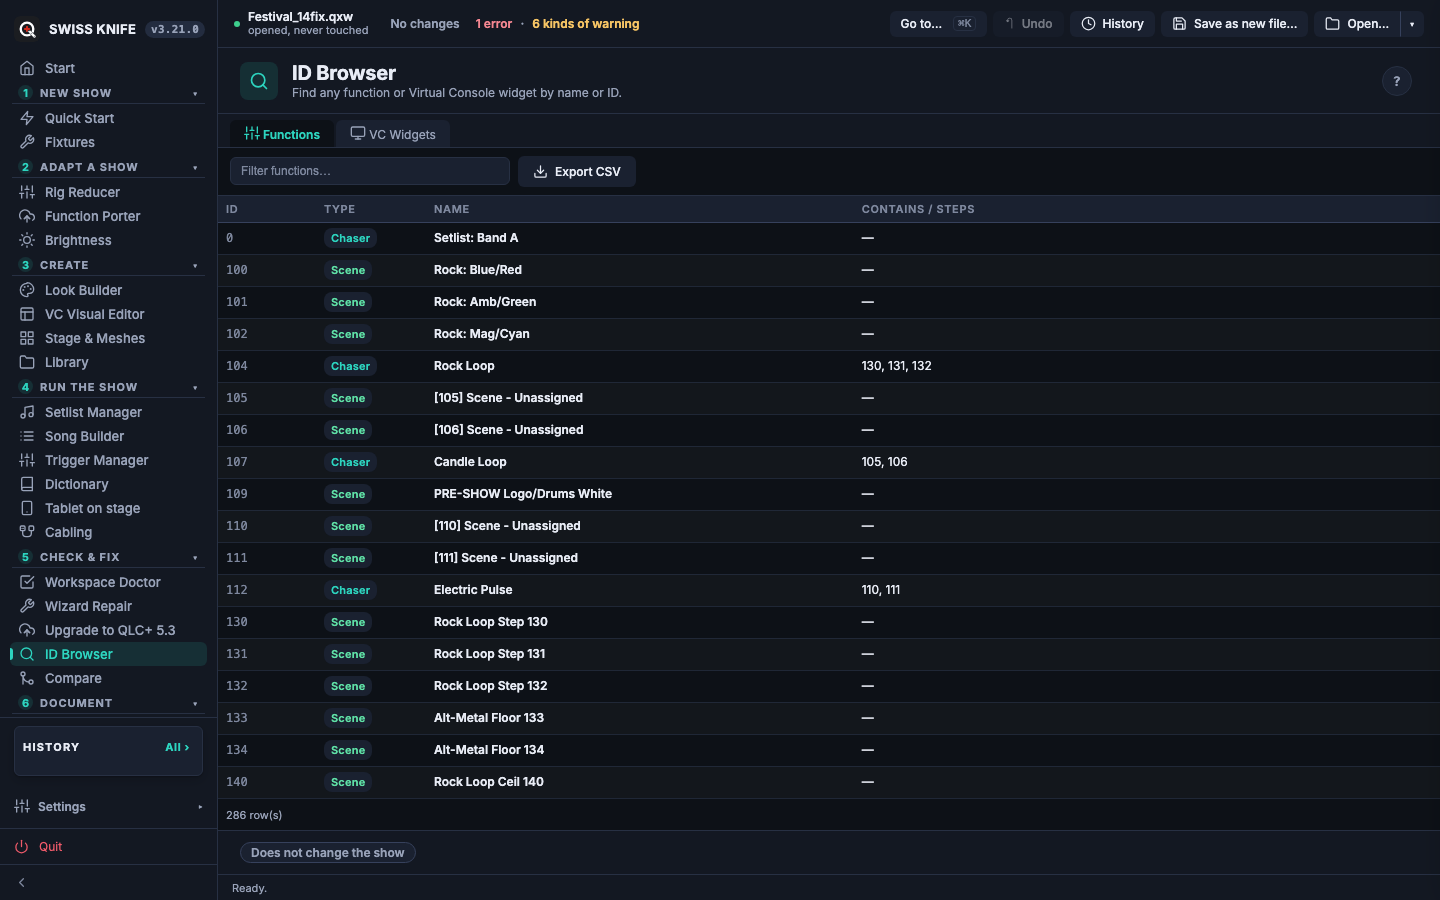 SWISS KNIFE v3.21.0
Start
1 NEW SHOW
Quick Start
Fixtures
2 ADAPT A SHOW
Rig Reducer
Function Porter
Brightness
3 CREATE
Look Builder
VC Visual Editor
Stage & Meshes
Library
4 RUN THE SHOW
Setlist Manager
Song Builder
Trigger Manager
Dictionary
Tablet on stage
Cabling
5 CHECK & FIX
Workspace Doctor
Wizard Repair
Upgrade to QLC+ 5.3
ID Browser
Compare
6 DOCUMENT
HISTORY All ›
Settings
Quit
Festival_14fix.qxw
opened, never touched
No changes 1 error · 6 kinds of warning
Go to... ⌘K Undo History Save as new file... Open...
ID Browser
Find any function or Virtual Console widget by name or ID.
?
Functions VC Widgets
Filter functions... Export CSV
ID TYPE NAME CONTAINS / STEPS
0 Chaser Setlist: Band A —
100 Scene Rock: Blue/Red —
101 Scene Rock: Amb/Green —
102 Scene Rock: Mag/Cyan —
104 Chaser Rock Loop 130, 131, 132
105 Scene [105] Scene - Unassigned —
106 Scene [106] Scene - Unassigned —
107 Chaser Candle Loop 105, 106
109 Scene PRE-SHOW Logo/Drums White —
110 Scene [110] Scene - Unassigned —
111 Scene [111] Scene - Unassigned —
112 Chaser Electric Pulse 110, 111
130 Scene Rock Loop Step 130 —
131 Scene Rock Loop Step 131 —
132 Scene Rock Loop Step 132 —
133 Scene Alt-Metal Floor 133 —
134 Scene Alt-Metal Floor 134 —
140 Scene Rock Loop Ceil 140 —
286 row(s)
Does not change the show
Ready.